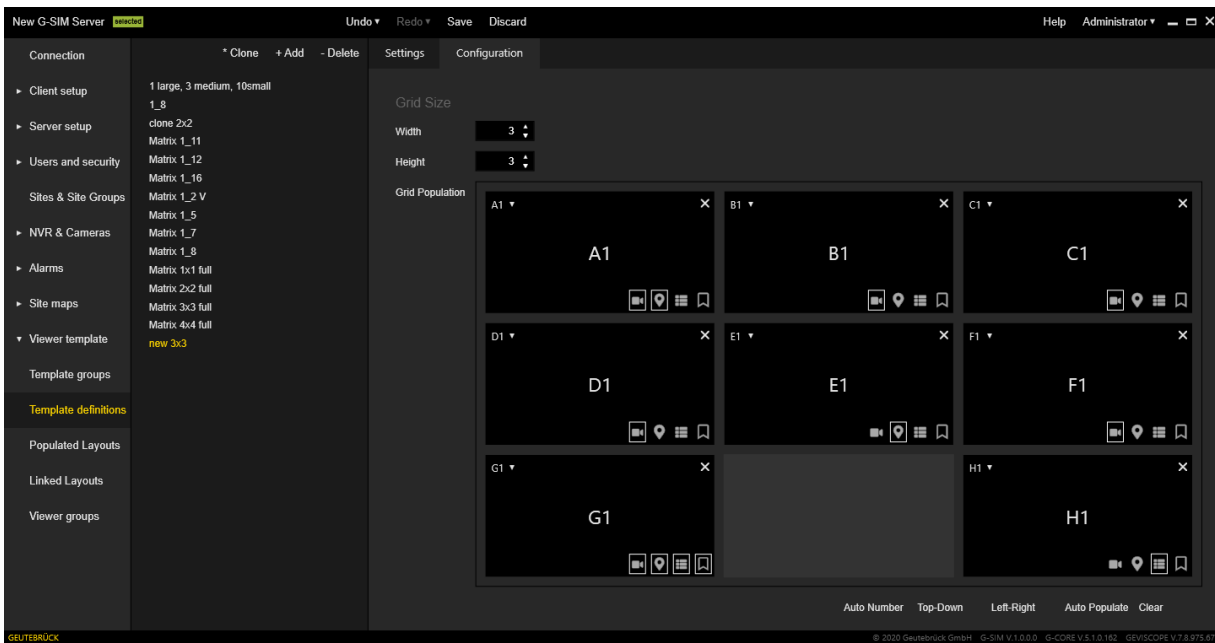 New G-SIM Server selected Undo Redo Save Discard Help Administrator
Connection
Client setup
Server setup
Users and security
Sites & Site Groups
NVR & Cameras
Alarms
Site maps
Viewer template
Template groups
Template definitions
Populated Layouts
Linked Layouts
Viewer groups
* Clone + Add - Delete
1 large, 3 medium, 10small
1_8
clone 2x2
Matrix 1_11
Matrix 1_12
Matrix 1_16
Matrix 1_2 V
Matrix 1_5
Matrix 1_7
Matrix 1_8
Matrix 1x1 full
Matrix 2x2 full
Matrix 3x3 full
Matrix 4x4 full
new 3x3
Settings Configuration
Grid Size
Width 3
Height 3
Grid Population
A1 B1 C1
A1 B1 C1
D1 E1 F1
D1 E1 F1
G1 H1
G1 H1
Auto Number Top-Down Left-Right Auto Populate Clear
GEUTEBRÜCK © 2020 Geutebrück GmbH G-SIM V.1.0.0.0 G-CORE V.5.1.0.162 GEVISCOPE V.7.8.975.67